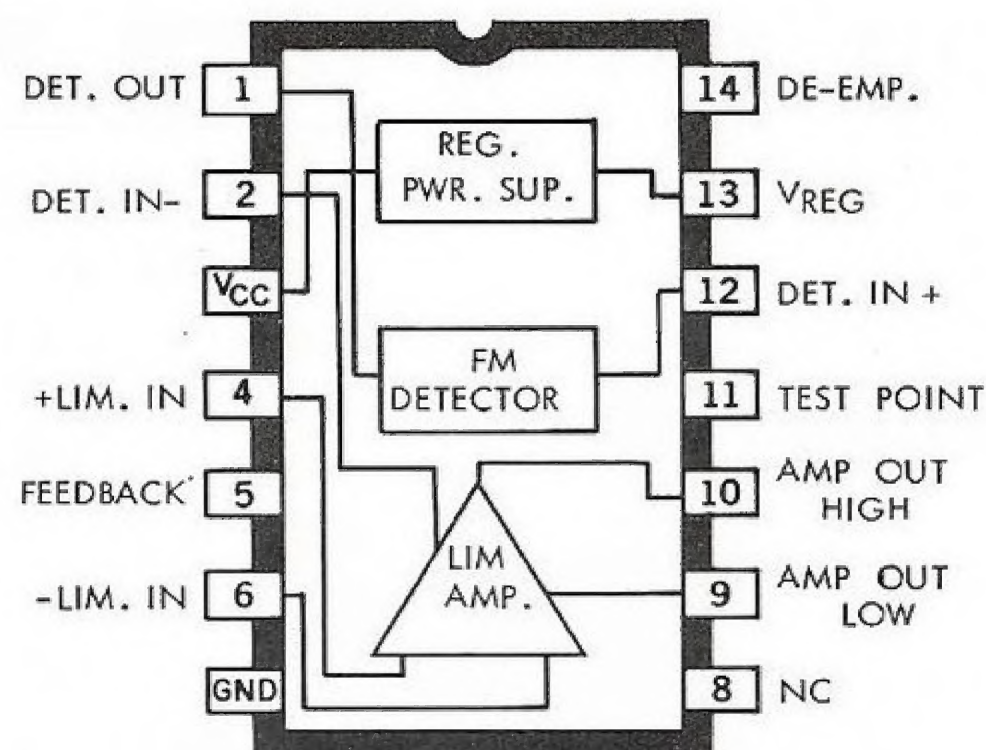 DET. OUT 1
DET. IN- 2
VCC
+LIM. IN 4
FEEDBACK 5
-LIM. IN 6
GND
REG.
PWR. SUP.
FM
DETECTOR
LIM
AMP.
14 DE-EMP.
13 VREG
12 DET. IN +
11 TEST POINT
10 AMP OUT
HIGH
9 AMP OUT
LOW
8 NC